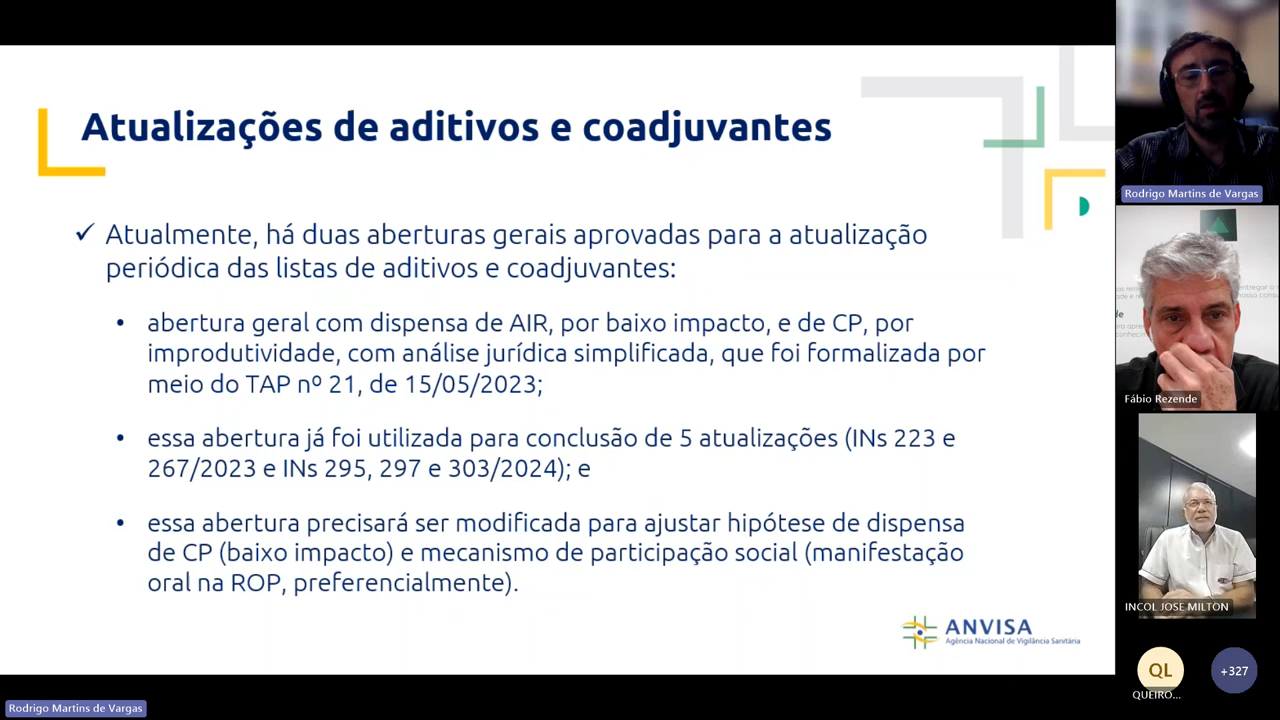 Atualizações de aditivos e coadjuvantes
✓ Atualmente, há duas aberturas gerais aprovadas para a atualização
periódica das listas de aditivos e coadjuvantes:
• abertura geral com dispensa de AIR, por baixo impacto, e de CP, por
improdutividade, com análise jurídica simplificada, que foi formalizada por
meio do TAP nº 21, de 15/05/2023;
• essa abertura já foi utilizada para conclusão de 5 atualizações (INs 223 e
267/2023 e INs 295, 297 e 303/2024); e
• essa abertura precisará ser modificada para ajustar hipótese de dispensa
de CP (baixo impacto) e mecanismo de participação social (manifestação
oral na ROP, preferencialmente).
ANVISA
Agência Nacional de Vigilância Sanitária
Rodrigo Martins de Vargas
Fábio Rezende
INCOL JOSE MILTON
QL
QUEIRO...
+327
Rodrigo Martins de Vargas